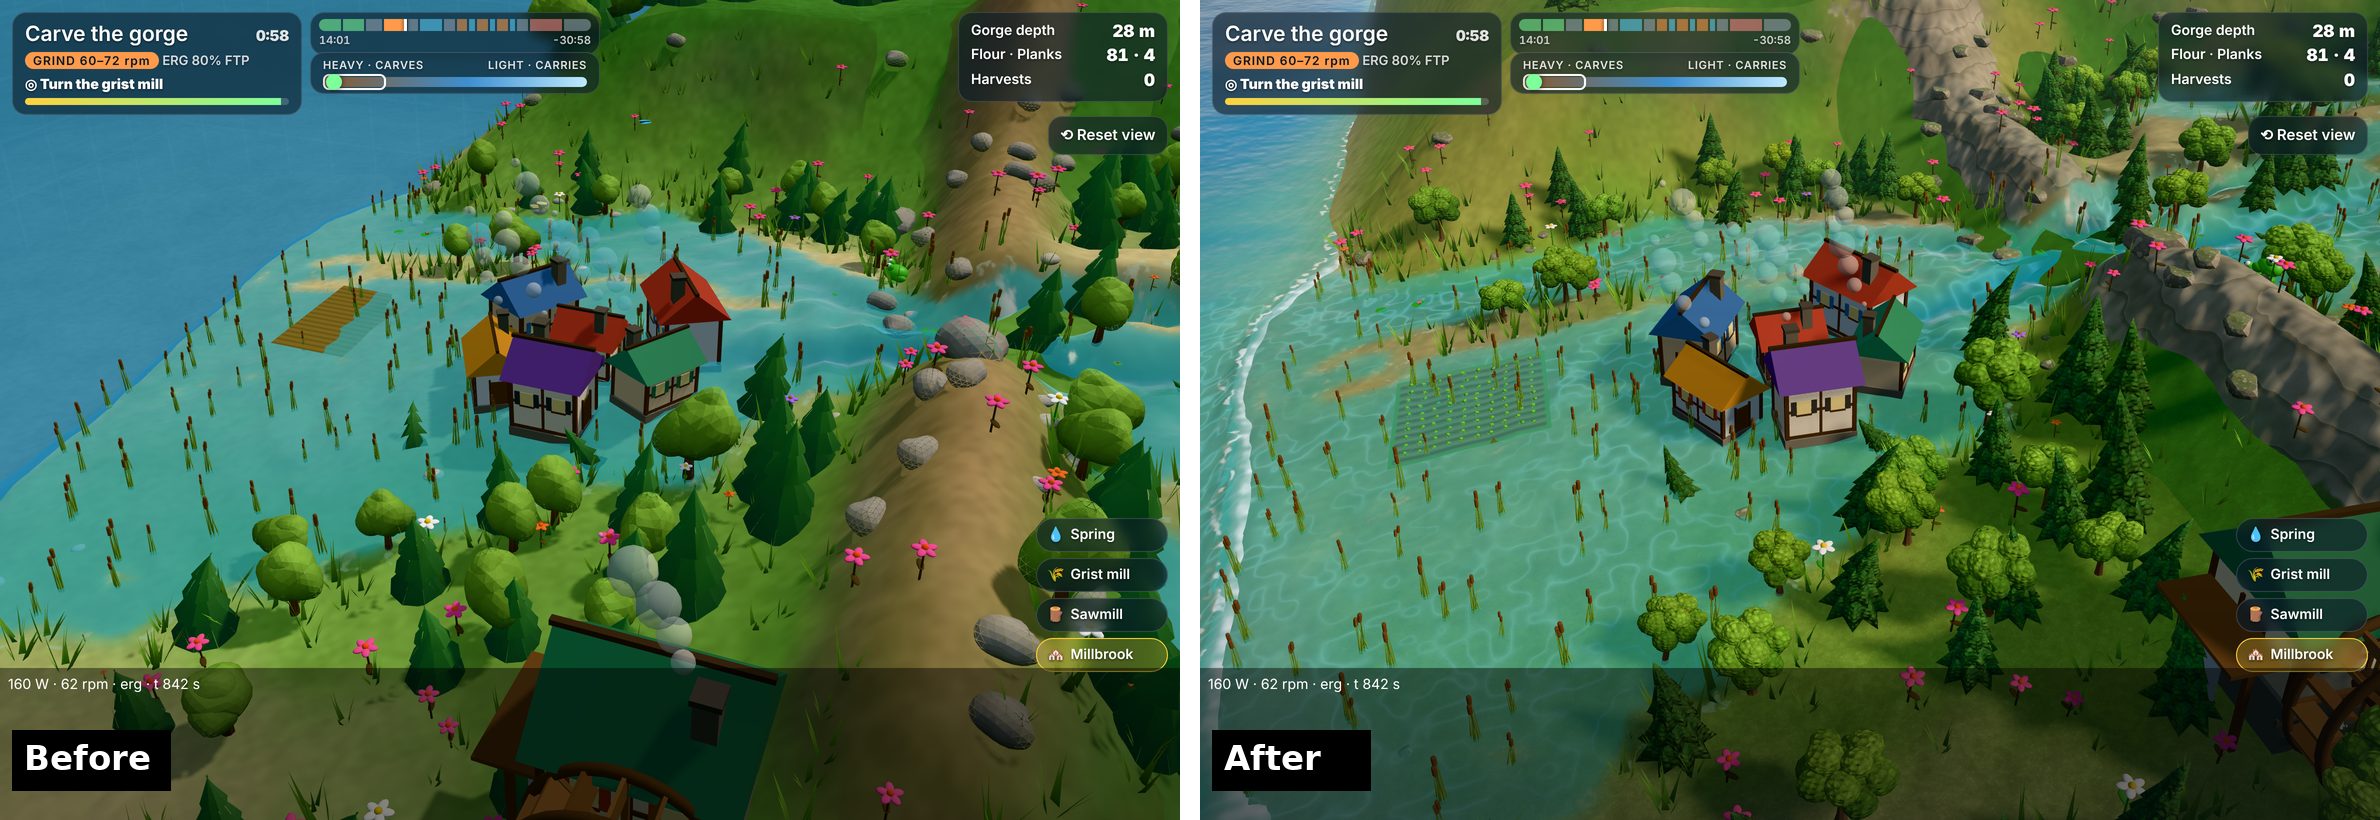 Carve the gorge 0:58
GRIND 60–72 rpm ERG 80% FTP
◎ Turn the grist mill
14:01 -30:58
HEAVY · CARVES LIGHT · CARRIES
Gorge depth 28 m
Flour · Planks 81 · 4
Harvests 0
⟲ Reset view
Spring
Grist mill
Sawmill
Millbrook
160 W · 62 rpm · erg · t 842 s
Before
Carve the gorge 0:58
GRIND 60–72 rpm ERG 80% FTP
◎ Turn the grist mill
14:01 -30:58
HEAVY · CARVES LIGHT · CARRIES
Gorge depth 28 m
Flour · Planks 81 · 4
Harvests 0
⟲ Reset view
Spring
Grist mill
Sawmill
Millbrook
160 W · 62 rpm · erg · t 842 s
After